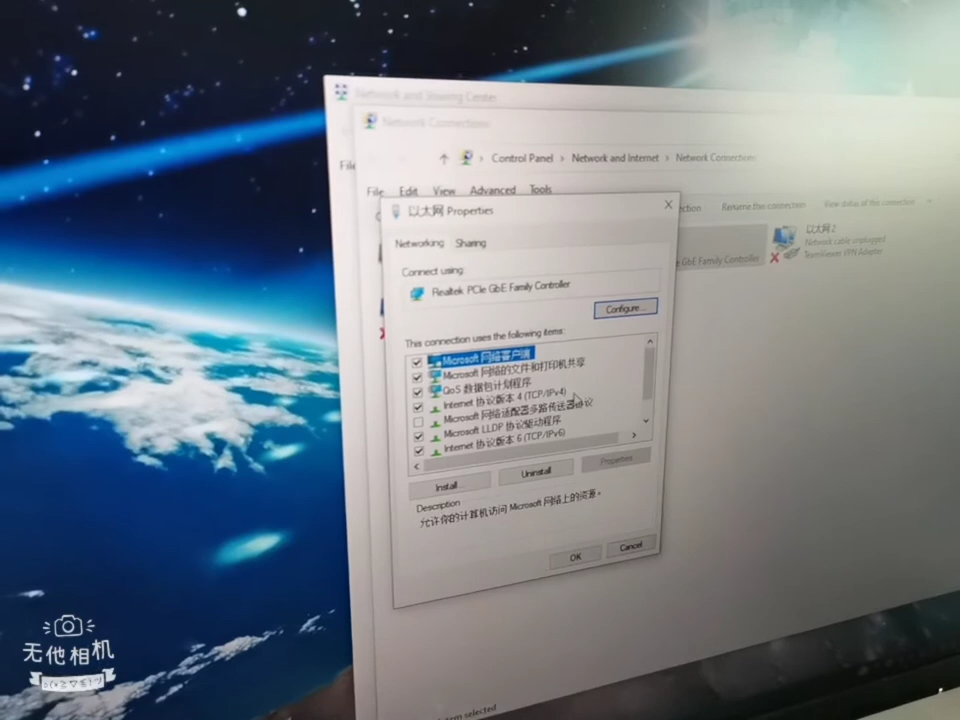 Network and Sharing Center
Network Connections
Control Panel › Network and Internet › Network Connections
File
File Edit View Advanced Tools
Rename this connection View status of this connection
以太网 Properties
Networking Sharing
Connect using:
Realtek PCIe GbE Family Controller
Configure...
This connection uses the following items:
Microsoft 网络客户端
Microsoft 网络的文件和打印机共享
QoS 数据包计划程序
Internet 协议版本 4 (TCP/IPv4)
Microsoft 网络适配器多路传送器协议
Microsoft LLDP 协议驱动程序
Internet 协议版本 6 (TCP/IPv6)
Install... Uninstall Properties
Description
允许你的计算机访问 Microsoft 网络上的资源。
OK Cancel
GbE Family Controller
以太网 2
Network cable unplugged
TeamViewer VPN Adapter
selected
无他相机